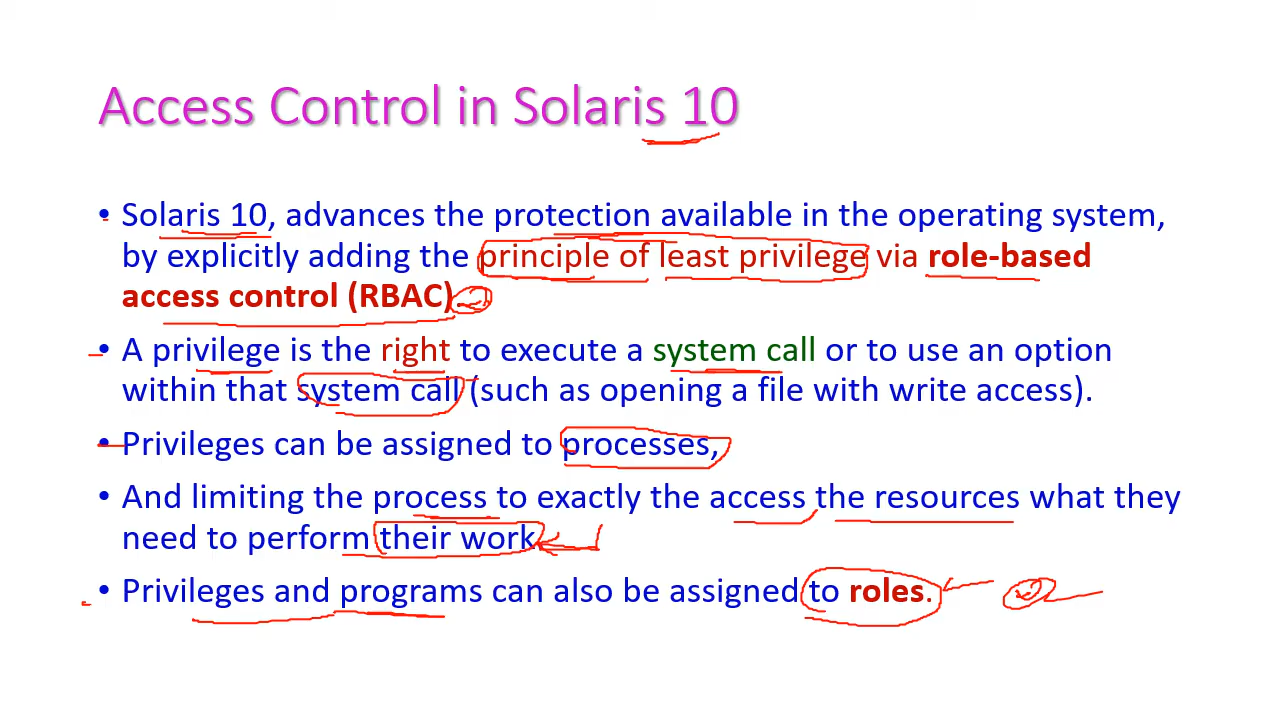 Access Control in Solaris 10
• Solaris 10, advances the protection available in the operating system,
by explicitly adding the principle of least privilege via role-based
access control (RBAC).
• A privilege is the right to execute a system call or to use an option
within that system call (such as opening a file with write access).
• Privileges can be assigned to processes,
• And limiting the process to exactly the access the resources what they
need to perform their work
• Privileges and programs can also be assigned to roles.